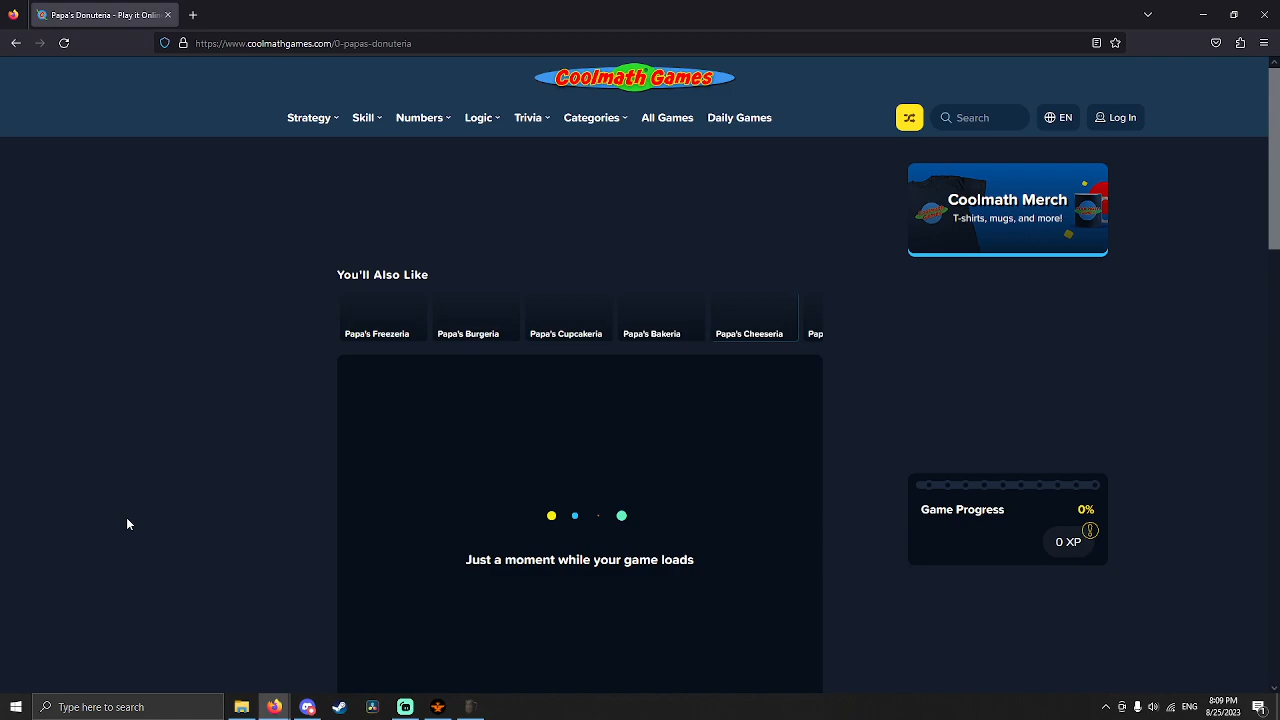 Papa's Donuteria - Play it Onlin
https://www.coolmathgames.com/0-papas-donuteria
Coolmath Games
Strategy Skill Numbers Logic Trivia Categories All Games Daily Games Search EN Log In
Coolmath Merch
T-shirts, mugs, and more!
You'll Also Like
Papa's Freezeria Papa's Burgeria Papa's Cupcakeria Papa's Bakeria Papa's Cheeseria Pap
Just a moment while your game loads
Game Progress 0%
0 XP
Type here to search
ENG
8:09 PM
8/25/2023
1